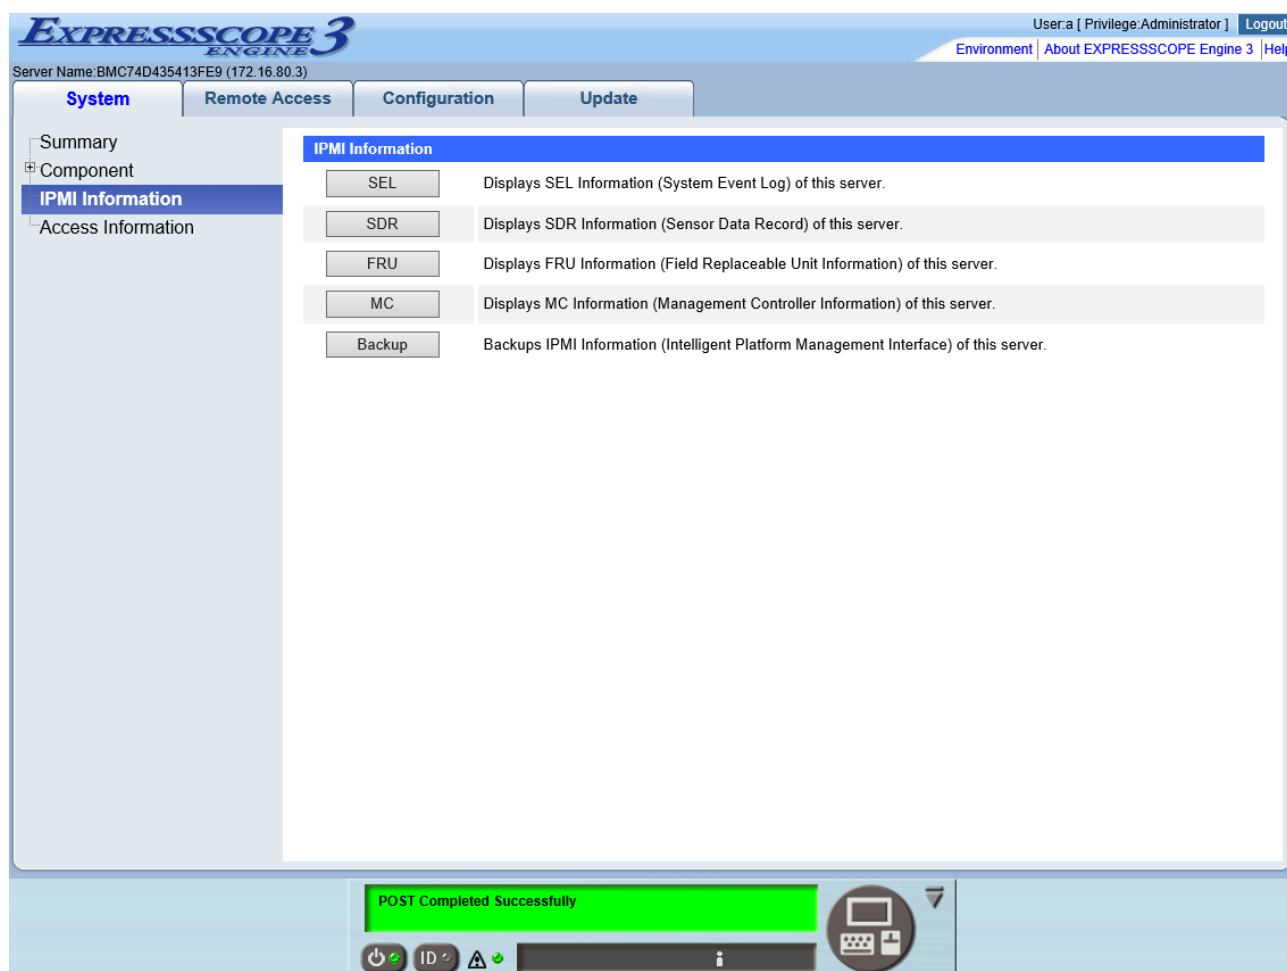 EXPRESSSCOPE
ENGINE 3
User:a [ Privilege:Administrator ] Logout
Environment About EXPRESSSCOPE Engine 3 Help
Server Name:BMC74D435413FE9 (172.16.80.3)
System Remote Access Configuration Update
Summary
Component
IPMI Information
Access Information
IPMI Information
SEL Displays SEL Information (System Event Log) of this server.
SDR Displays SDR Information (Sensor Data Record) of this server.
FRU Displays FRU Information (Field Replaceable Unit Information) of this server.
MC Displays MC Information (Management Controller Information) of this server.
Backup Backups IPMI Information (Intelligent Platform Management Interface) of this server.
POST Completed Successfully
ID